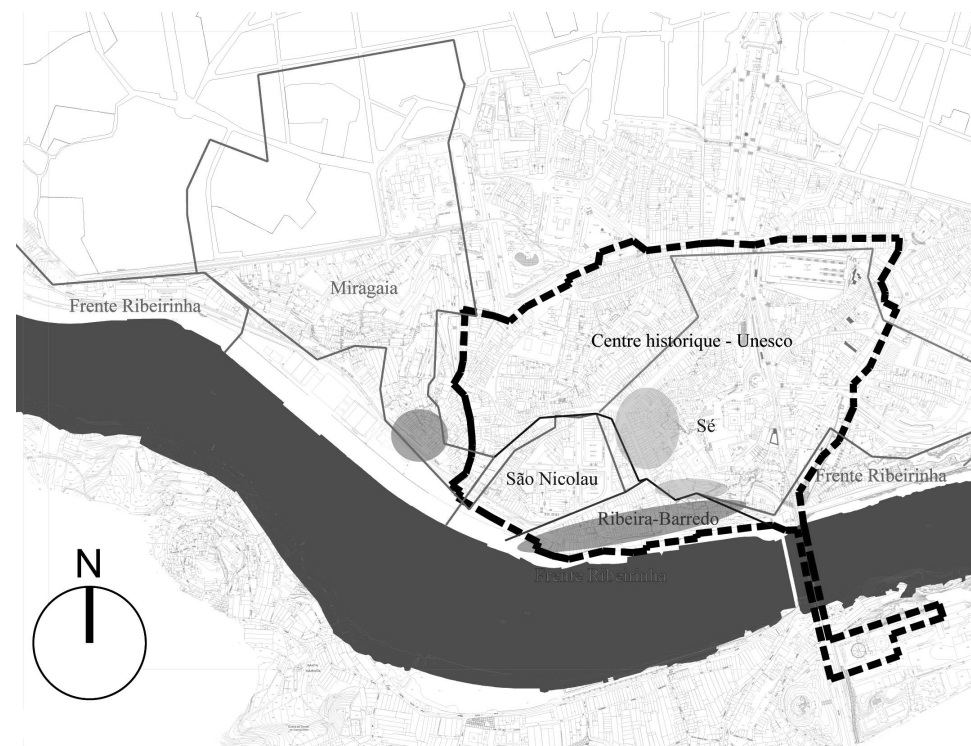 Miragaia
Frente Ribeirinha
Centre historique - Unesco
Sé
Frente Ribeirinha
São Nicolau
Ribeira-Barredo
Frente Ribeirinha
N